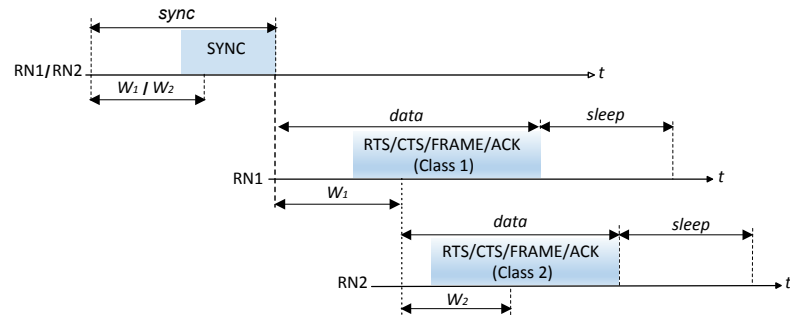 sync
SYNC
RN1/RN2
t
W1 / W2
data
sleep
RTS/CTS/FRAME/ACK
(Class 1)
RN1
t
W1
data
sleep
RTS/CTS/FRAME/ACK
(Class 2)
RN2
t
W2